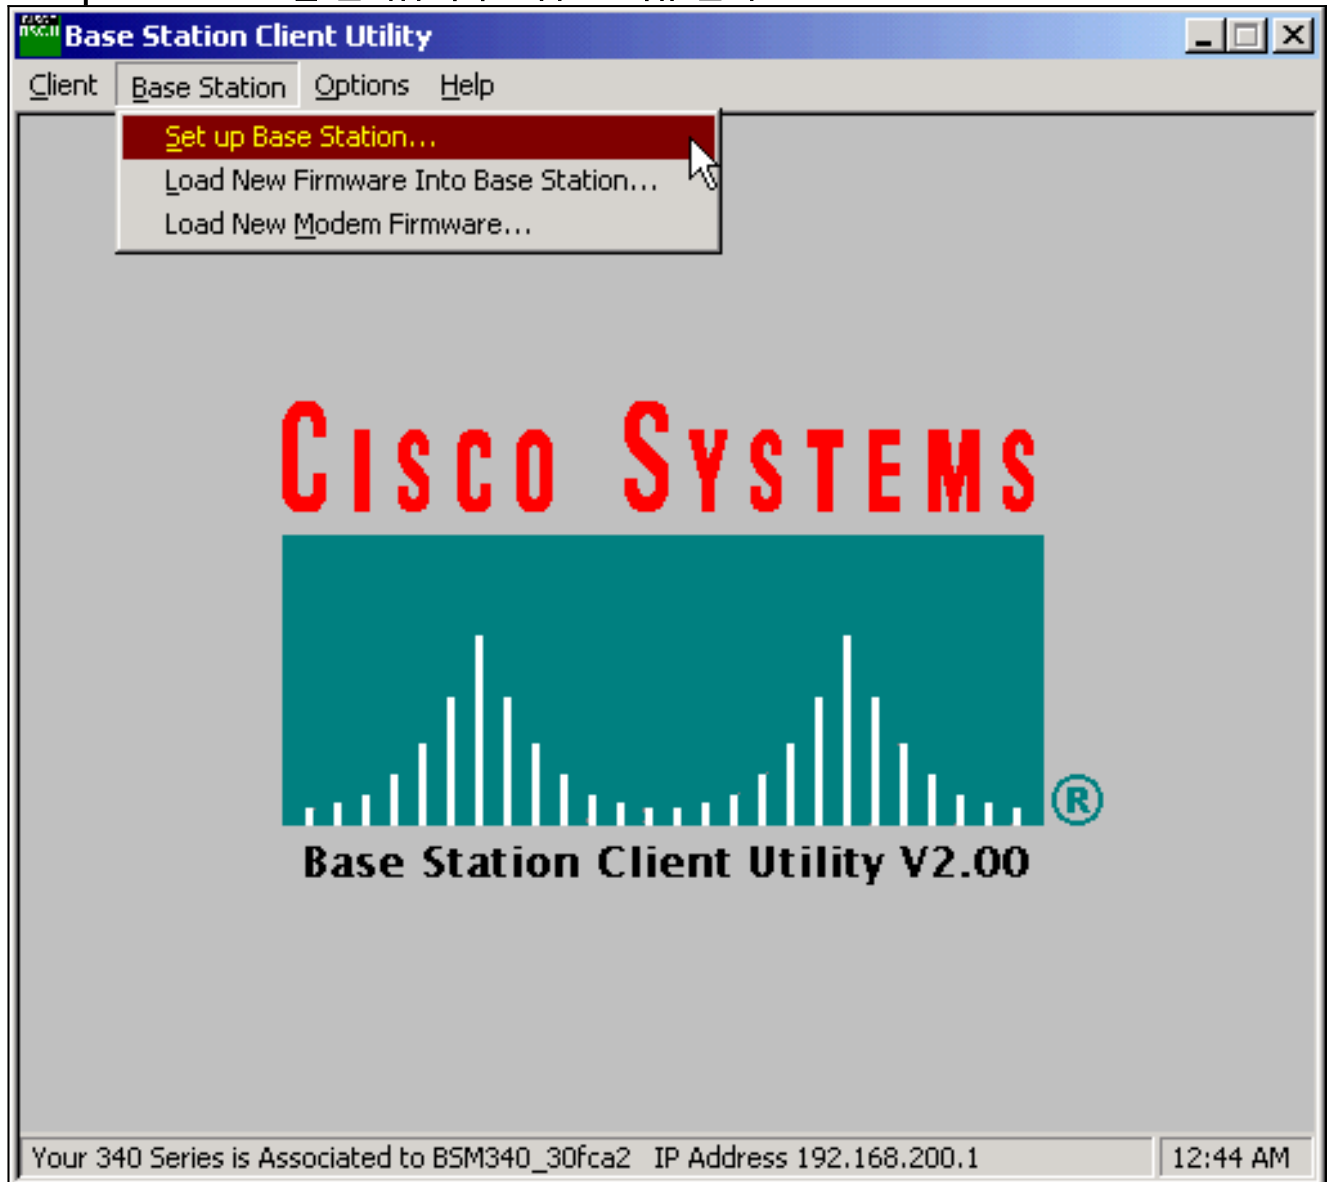 Base Station Client Utility
Client Base Station Options Help
Set up Base Station...
Load New Firmware Into Base Station...
Load New Modem Firmware...
CISCO SYSTEMS
®
Base Station Client Utility V2.00
Your 340 Series is Associated to BSM340_30fca2 IP Address 192.168.200.1 12:44 AM